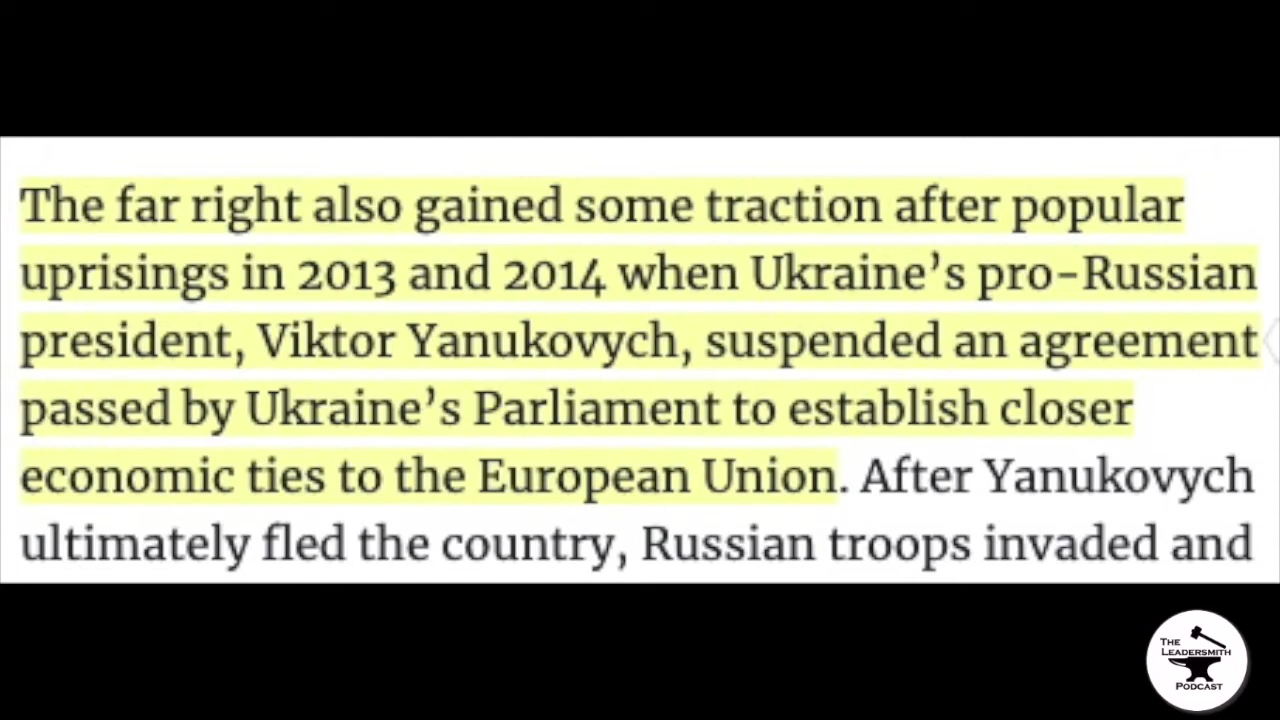 The far right also gained some traction after popular
uprisings in 2013 and 2014 when Ukraine’s pro-Russian
president, Viktor Yanukovych, suspended an agreement
passed by Ukraine’s Parliament to establish closer
economic ties to the European Union. After Yanukovych
ultimately fled the country, Russian troops invaded and
THE
LEADERSMITH
PODCAST